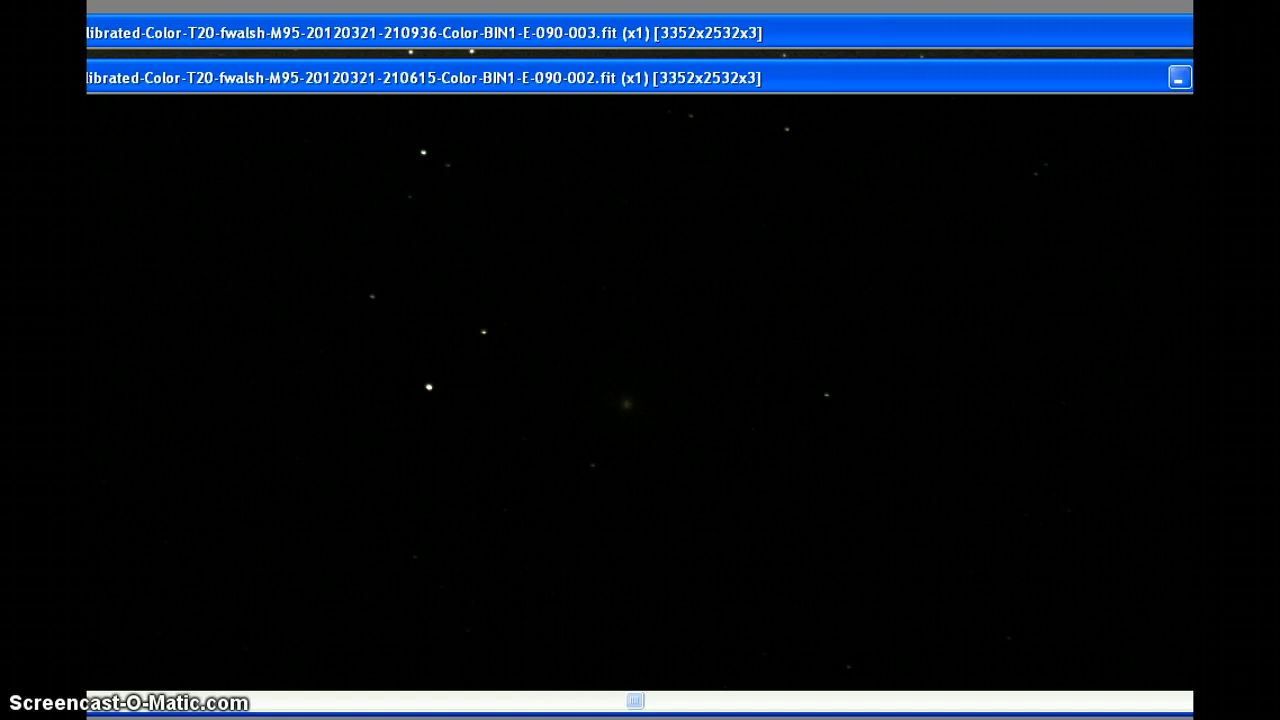 librated-Color-T20-fwalsh-M95-20120321-210936-Color-BIN1-E-090-003.fit (x1) [3352x2532x3]
librated-Color-T20-fwalsh-M95-20120321-210615-Color-BIN1-E-090-002.fit (x1) [3352x2532x3]
Screencast-O-Matic.com